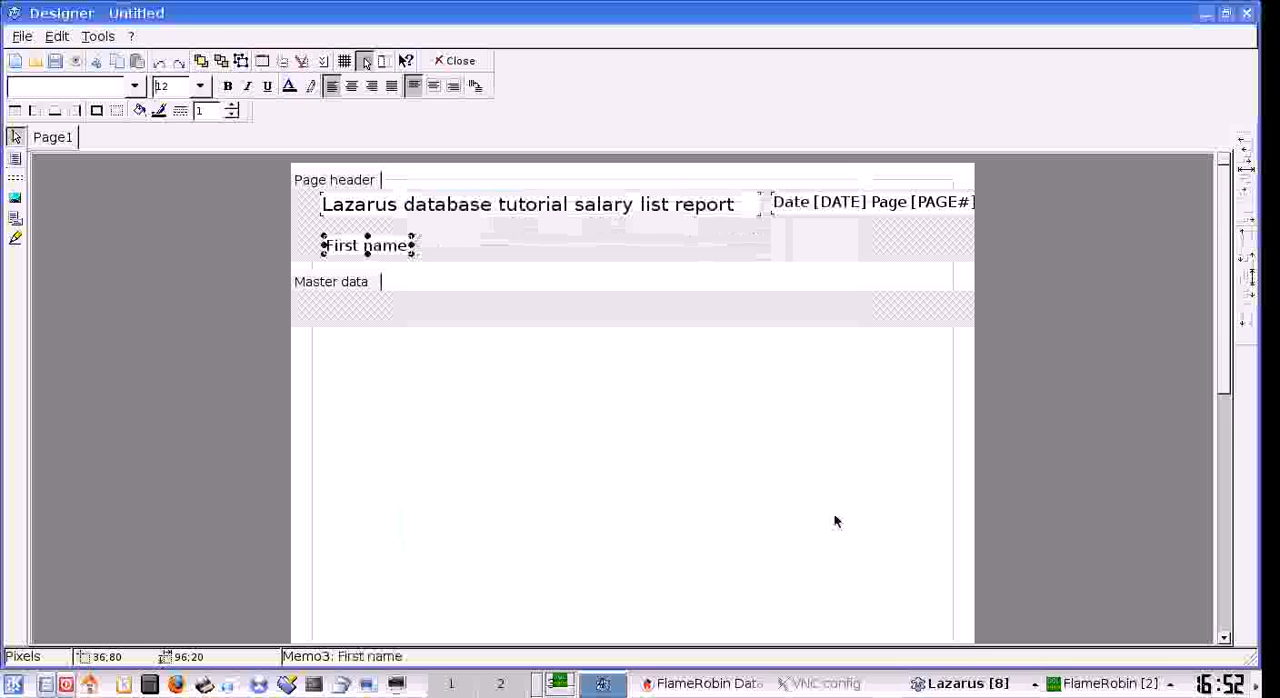 Designer Untitled
File Edit Tools ?
Close
12 B I U A
1
Page1
Page header
Lazarus database tutorial salary list report
Date [DATE] Page [PAGE#]
First name
Master data
Pixels 36;80 96;20 Memo3: First name
1 2 FlameRobin Dat VNC config Lazarus [8] FlameRobin [2] 16:52